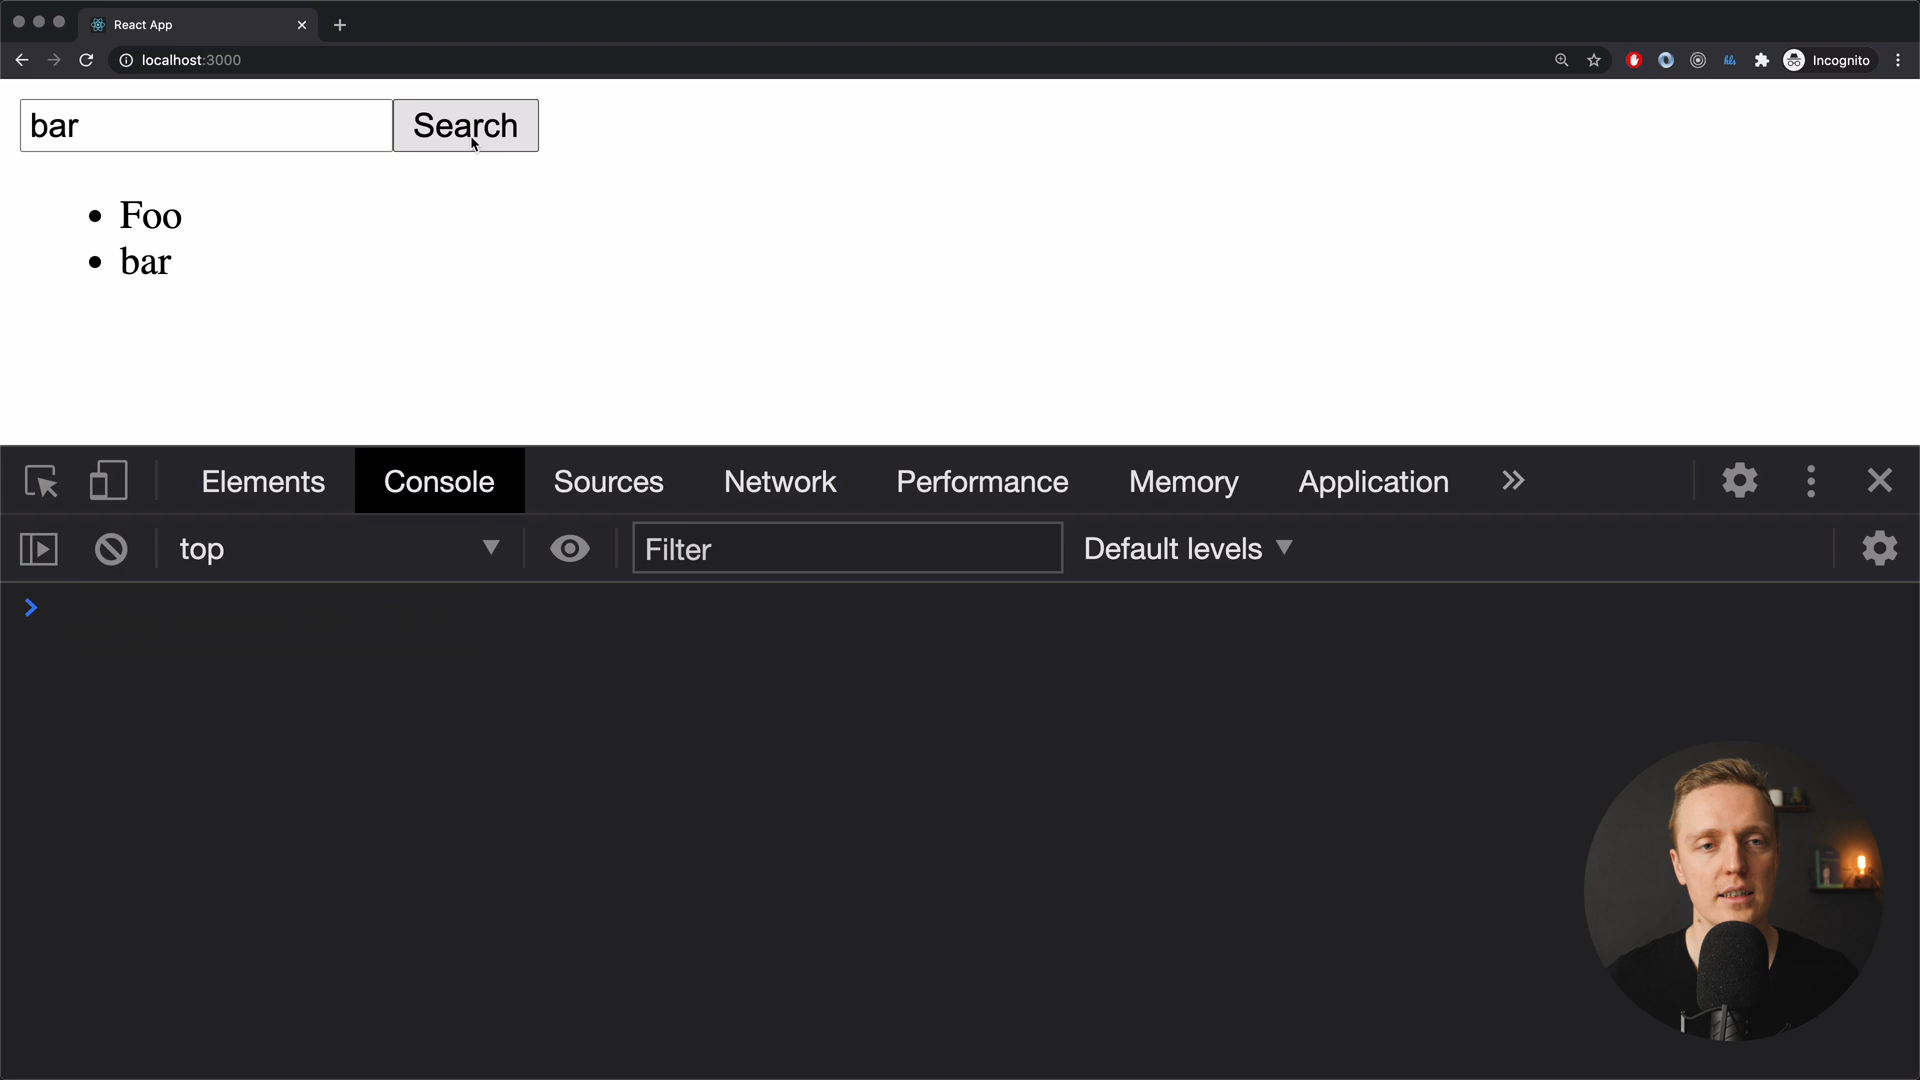 React App
localhost:3000
hls
Incognito
bar
Search
Foo
bar
Elements
Console
Sources
Network
Performance
Memory
Application
top
Filter
Default levels